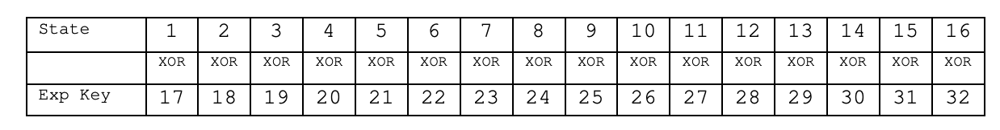 State 1 2 3 4 5 6 7 8 9 10 11 12 13 14 15 16
XOR XOR XOR XOR XOR XOR XOR XOR XOR XOR XOR XOR XOR XOR XOR XOR
Exp Key 17 18 19 20 21 22 23 24 25 26 27 28 29 30 31 32